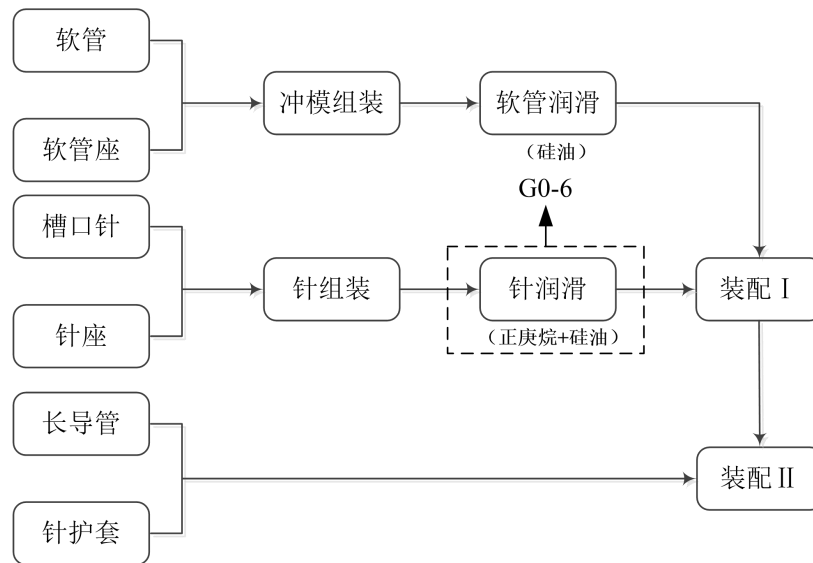 软管
软管座
冲模组装
软管润滑
（硅油）
G0-6
槽口针
针座
针组装
针润滑
（正庚烷+硅油）
装配Ⅰ
长导管
针护套
装配Ⅱ